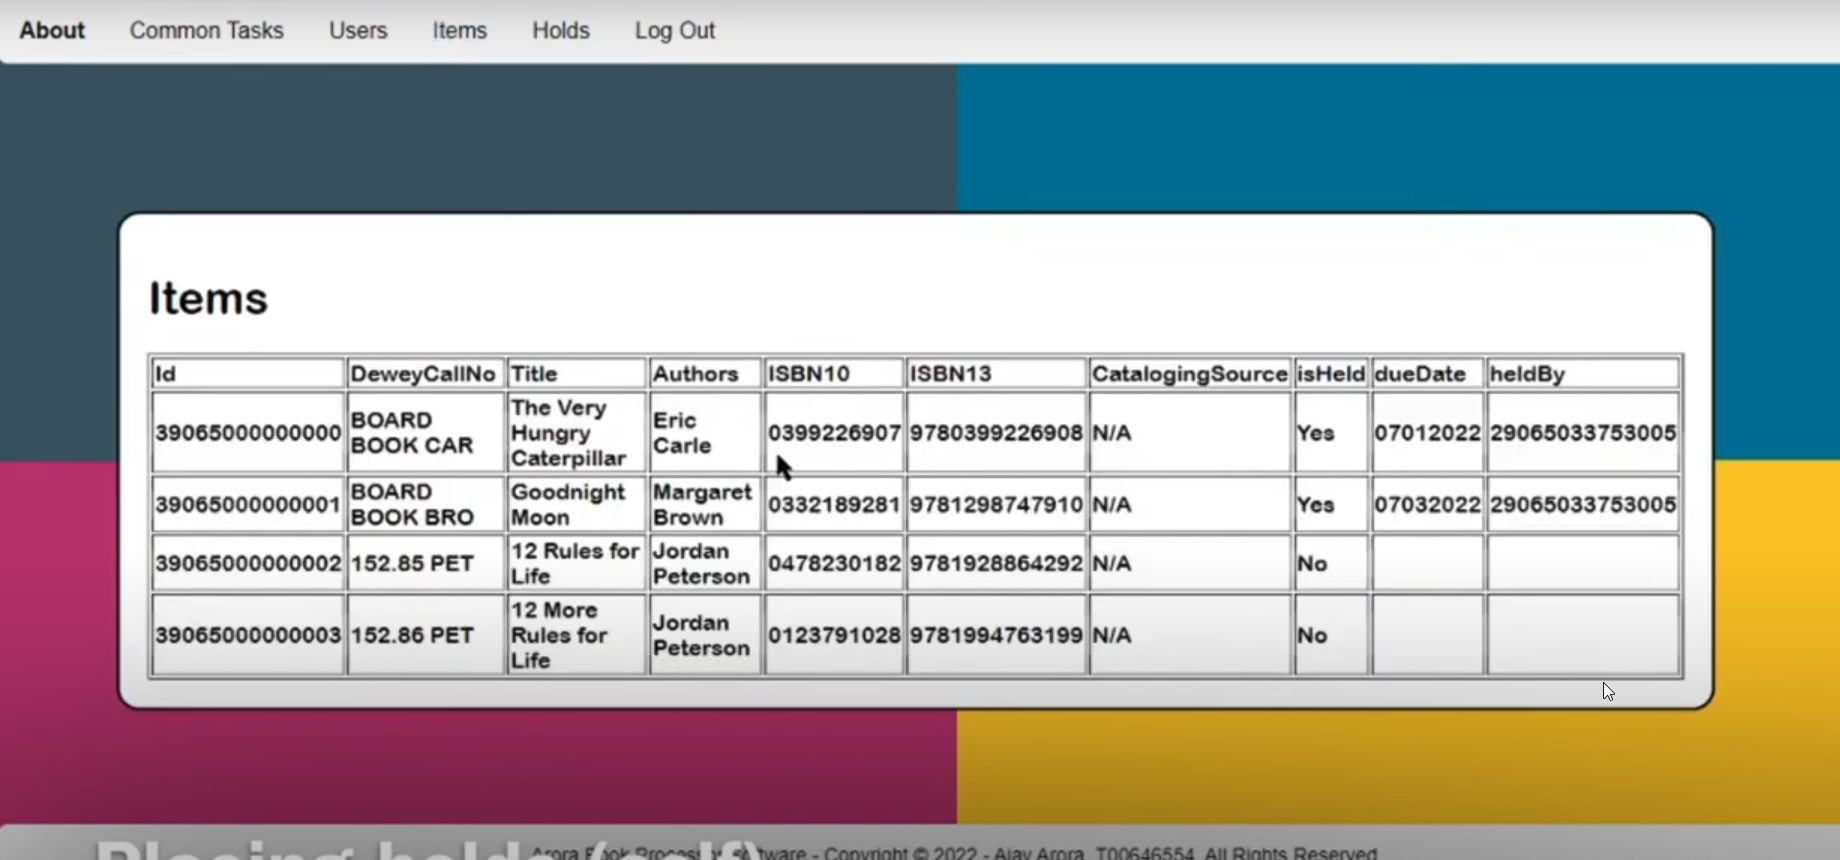 About Common Tasks Users Items Holds Log Out
Items
Id DeweyCallNo Title Authors ISBN10 ISBN13 CatalogingSource isHeld dueDate heldBy
39065000000000 BOARD BOOK CAR The Very Hungry Caterpillar Eric Carle 0399226907 9780399226908 N/A Yes 07012022 29065033753005
39065000000001 BOARD BOOK BRO Goodnight Moon Margaret Brown 0332189281 9781298747910 N/A Yes 07032022 29065033753005
39065000000002 152.85 PET 12 Rules for Life Jordan Peterson 0478230182 9781928864292 N/A No
39065000000003 152.86 PET 12 More Rules for Life Jordan Peterson 0123791028 9781994763199 N/A No
Placing holds (self)
Arora Book Processing Software - Copyright © 2022 - Ajay Arora, T00646554. All Rights Reserved